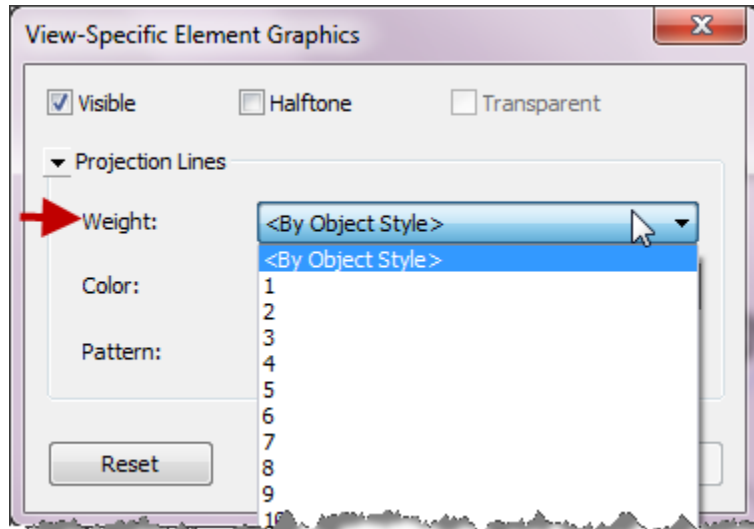 View-Specific Element Graphics
Visible Halftone Transparent
Projection Lines
Weight: <By Object Style>
<By Object Style>
Color: 1
2
3
Pattern: 4
5
6
7
Reset 8
9